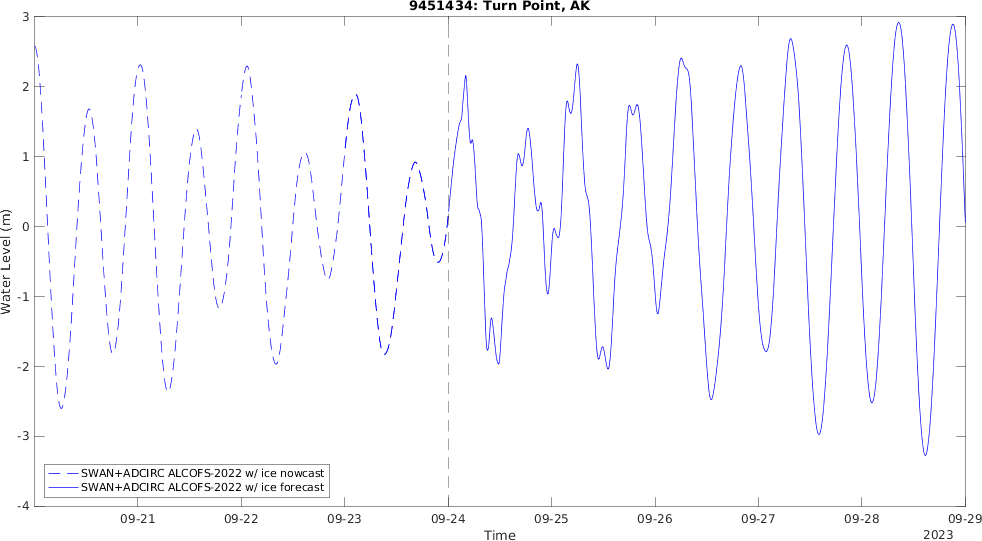 9451434: Turn Point, AK
3
2
1
0
-1
-2
-3
-4
Water Level (m)
SWAN+ADCIRC ALCOFS-2022 w/ ice nowcast
SWAN+ADCIRC ALCOFS-2022 w/ ice forecast
09-21 09-22 09-23 09-24 09-25 09-26 09-27 09-28 09-29
Time
2023